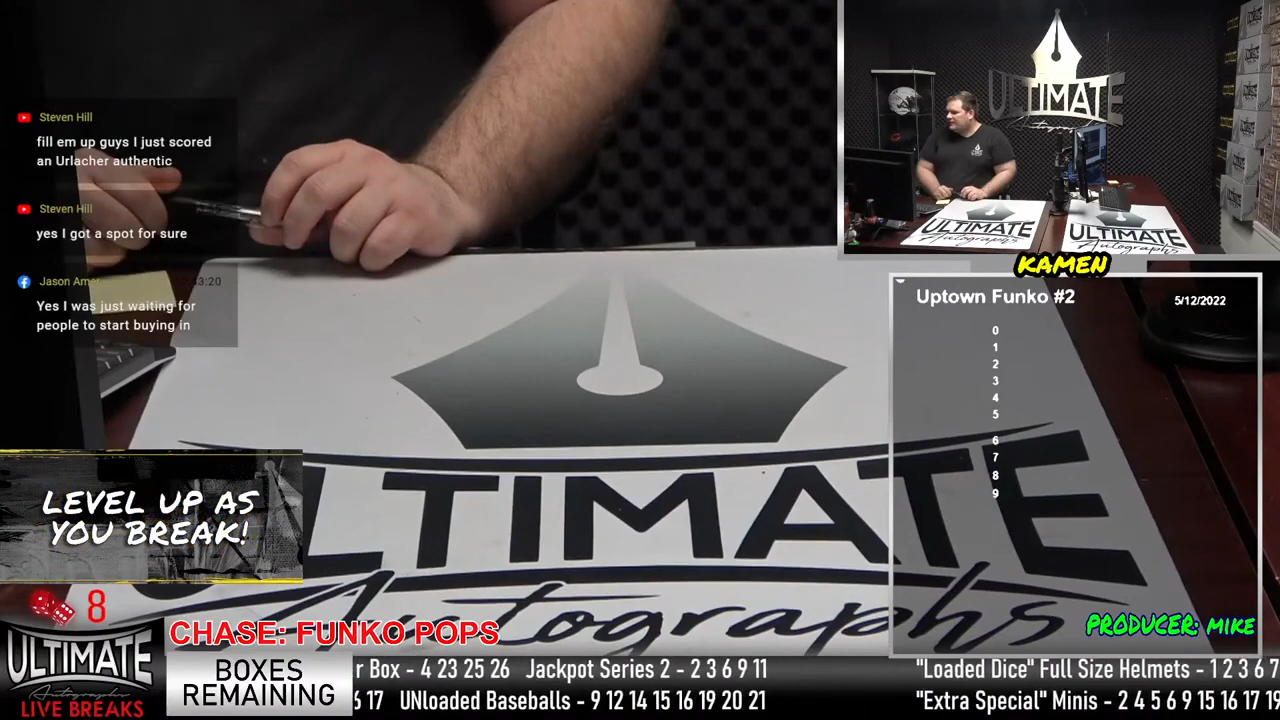 Steven Hill
fill em up guys I just scored
an Urlacher authentic
Steven Hill
yes I got a spot for sure
Jason Amer
:43:20
Yes I was just waiting for
people to start buying in
ULTIMATE
ULTIMATE
Autographs
ULTIMATE
Autographs
KAMEN
Uptown Funko #2
5/12/2022
0
1
2
3
4
5
6
7
8
9
PRODUCER: MIKE
ULTIMATE
Autographs
LEVEL UP AS
YOU BREAK!
8
CHASE: FUNKO POPS
ULTIMATE
Autographs
LIVE BREAKS
BOXES
REMAINING
r Box - 4 23 25 26 Jackpot Series 2 - 2 3 6 9 11 "Loaded Dice" Full Size Helmets - 1 2 3 6 7
6 17 UNloaded Baseballs - 9 12 14 15 16 19 20 21 "Extra Special" Minis - 2 4 5 6 9 15 16 17 19